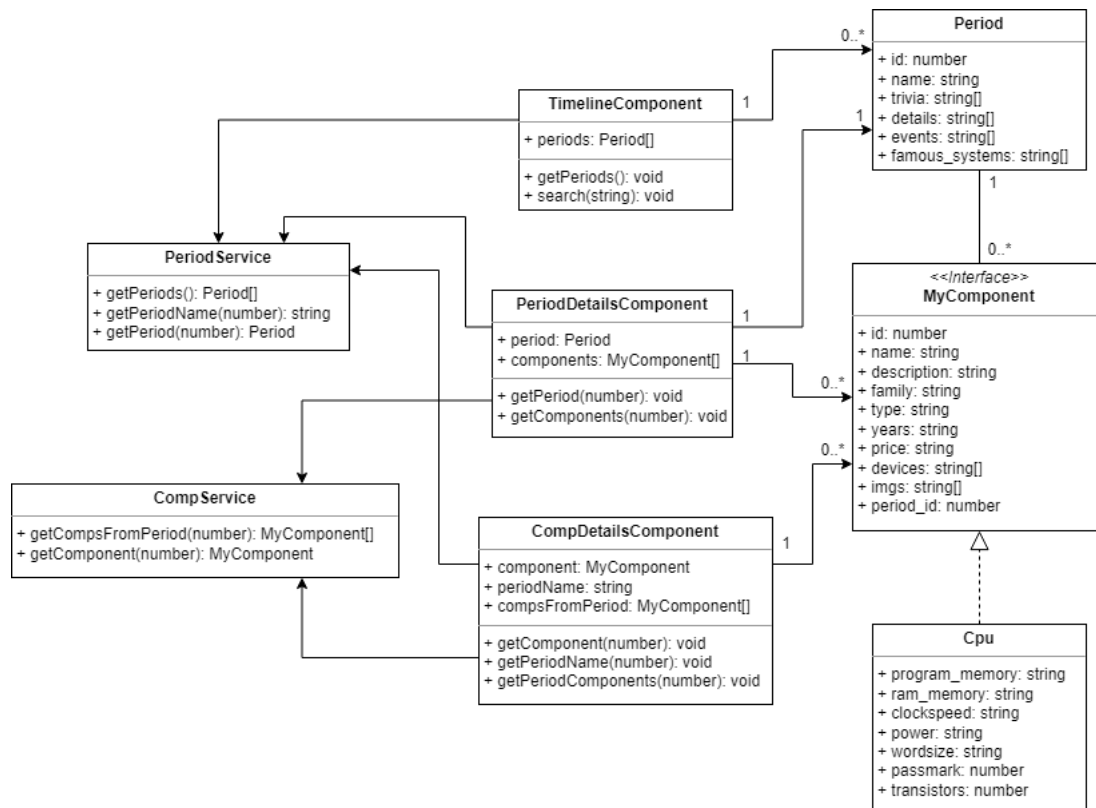 Period
+ id: number
+ name: string
+ trivia: string[]
+ details: string[]
+ events: string[]
+ famous_systems: string[]
0..*
1
1
1
TimelineComponent
+ periods: Period[]
+ getPeriods(): void
+ search(string): void
0..*
PeriodService
+ getPeriods(): Period[]
+ getPeriodName(number): string
+ getPeriod(number): Period
PeriodDetailsComponent
+ period: Period
+ components: MyComponent[]
+ getPeriod(number): void
+ getComponents(number): void
1
1
0..*
0..*
<<Interface>>
MyComponent
+ id: number
+ name: string
+ description: string
+ family: string
+ type: string
+ years: string
+ price: string
+ devices: string[]
+ imgs: string[]
+ period_id: number
CompService
+ getCompsFromPeriod(number): MyComponent[]
+ getComponent(number): MyComponent
CompDetailsComponent
+ component: MyComponent
+ periodName: string
+ compsFromPeriod: MyComponent[]
+ getComponent(number): void
+ getPeriodName(number): void
+ getPeriodComponents(number): void
1
Cpu
+ program_memory: string
+ ram_memory: string
+ clockspeed: string
+ power: string
+ wordsize: string
+ passmark: number
+ transistors: number